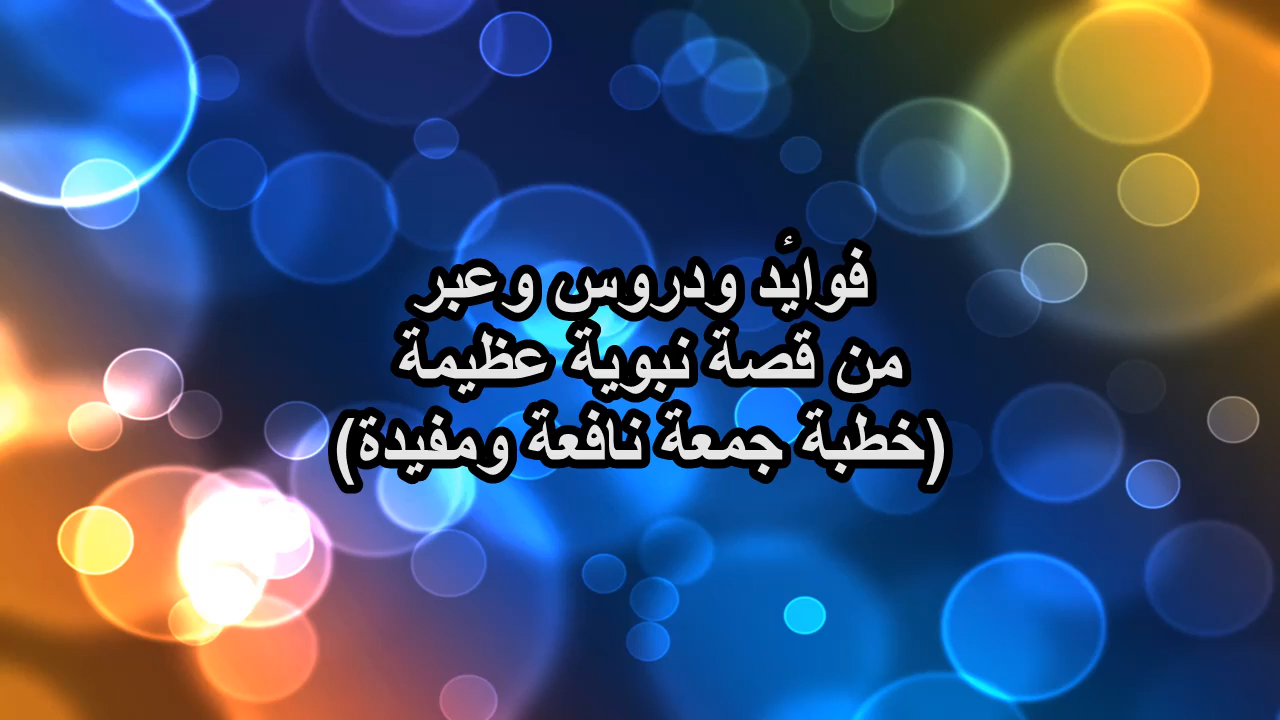 فوائد ودروس وعبر
من قصة نبوية عظيمة
(خطبة جمعة نافعة ومفيدة)